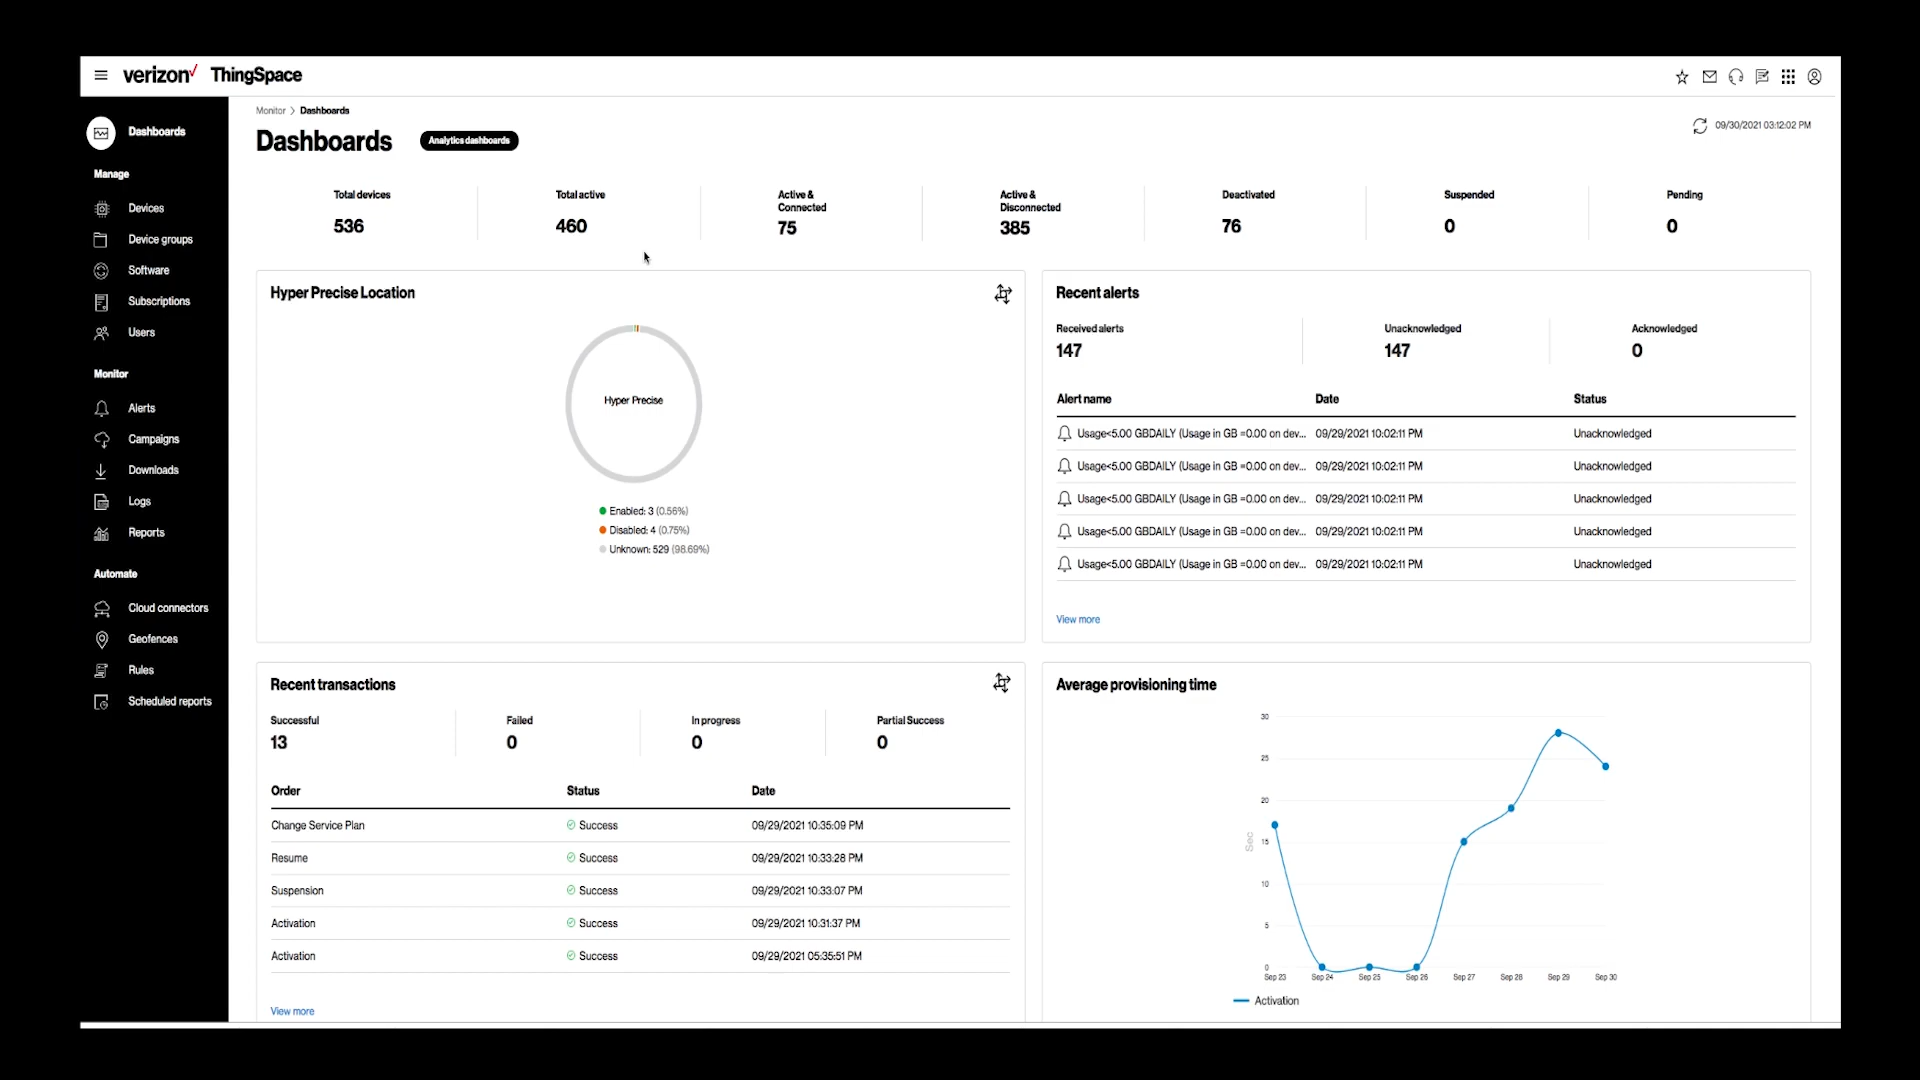 verizon✓ ThingSpace
Dashboards
Manage
Devices
Device groups
Software
Subscriptions
Users
Monitor
Alerts
Campaigns
Downloads
Logs
Reports
Automate
Cloud connectors
Geofences
Rules
Scheduled reports
Monitor > Dashboards
Dashboards
Analytics dashboards
09/30/2021 03:12:02 PM
Total devices
536
Total active
460
Active &
Connected
75
Active &
Disconnected
385
Deactivated
76
Suspended
0
Pending
0
Hyper Precise Location
Hyper Precise
Enabled: 3 (0.56%)
Disabled: 4 (0.75%)
Unknown: 529 (98.69%)
Recent alerts
Received alerts
147
Unacknowledged
147
Acknowledged
0
Alert name Date Status
Usage<5.00 GBDAILY (Usage in GB =0.00 on dev... 09/29/2021 10:02:11 PM Unacknowledged
Usage<5.00 GBDAILY (Usage in GB =0.00 on dev... 09/29/2021 10:02:11 PM Unacknowledged
Usage<5.00 GBDAILY (Usage in GB =0.00 on dev... 09/29/2021 10:02:11 PM Unacknowledged
Usage<5.00 GBDAILY (Usage in GB =0.00 on dev... 09/29/2021 10:02:11 PM Unacknowledged
Usage<5.00 GBDAILY (Usage in GB =0.00 on dev... 09/29/2021 10:02:11 PM Unacknowledged
View more
Recent transactions
Successful
13
Failed
0
In progress
0
Partial Success
0
Order Status Date
Change Service Plan Success 09/29/2021 10:35:09 PM
Resume Success 09/29/2021 10:33:28 PM
Suspension Success 09/29/2021 10:33:07 PM
Activation Success 09/29/2021 10:31:37 PM
Activation Success 09/29/2021 05:35:51 PM
View more
Average provisioning time
30
25
20
15
10
5
0
Sec
Sep 23 Sep 24 Sep 25 Sep 26 Sep 27 Sep 28 Sep 29 Sep 30
Activation